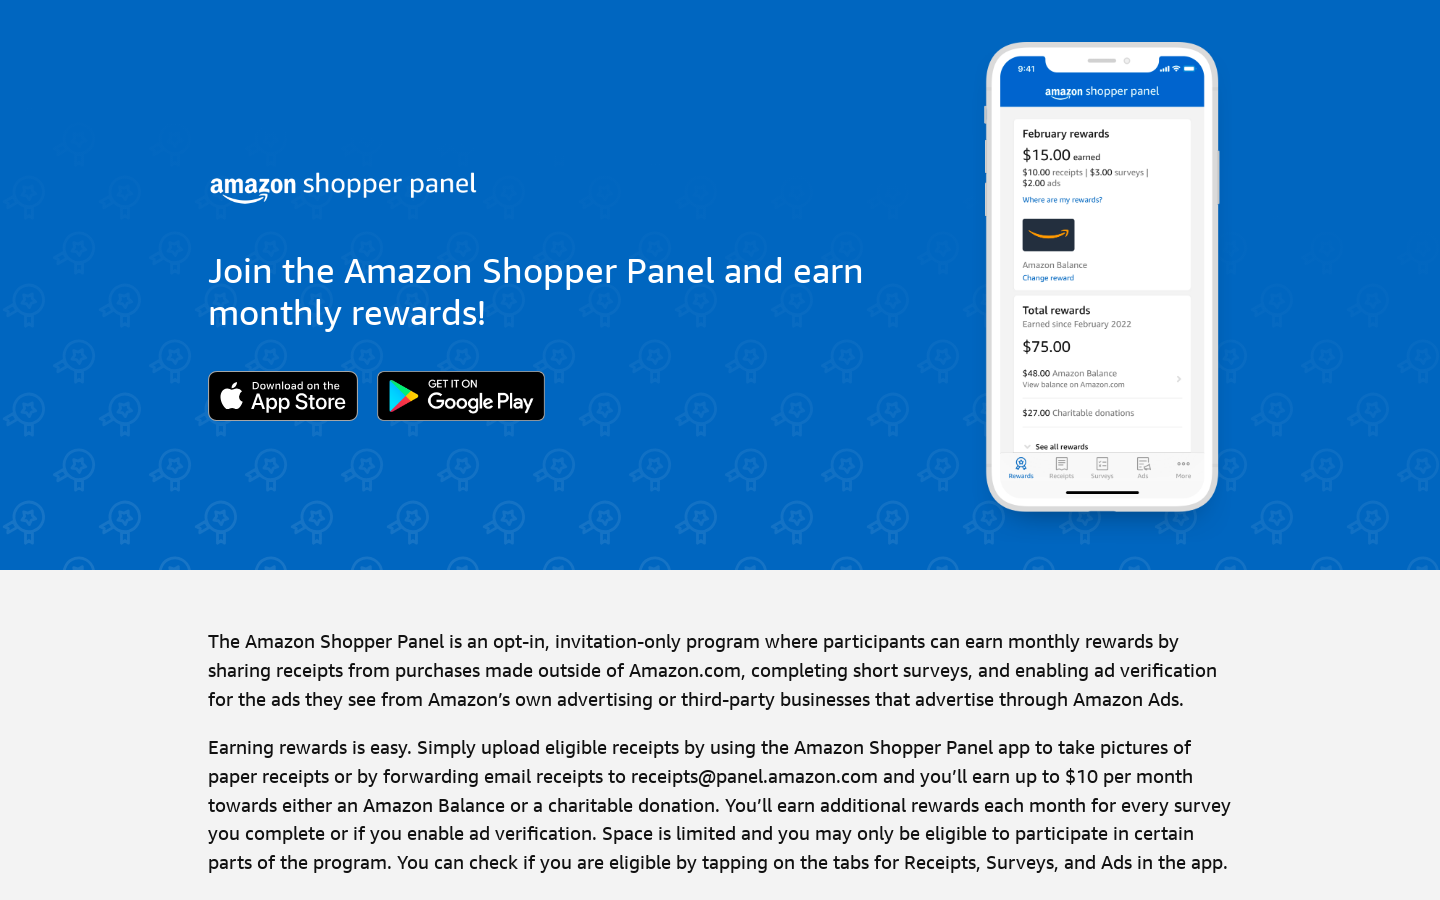 amazon shopper panel
Join the Amazon Shopper Panel and earn
monthly rewards!
Download on the
App Store
GET IT ON
Google Play
9:41
amazon shopper panel
February rewards
$15.00 earned
$10.00 receipts | $3.00 surveys |
$2.00 ads
Where are my rewards?
Amazon Balance
Change reward
Total rewards
Earned since February 2022
$75.00
$48.00 Amazon Balance
View balance on Amazon.com
$27.00 Charitable donations
See all rewards
Rewards Receipts Surveys Ads More
The Amazon Shopper Panel is an opt-in, invitation-only program where participants can earn monthly rewards by
sharing receipts from purchases made outside of Amazon.com, completing short surveys, and enabling ad verification
for the ads they see from Amazon’s own advertising or third-party businesses that advertise through Amazon Ads.
Earning rewards is easy. Simply upload eligible receipts by using the Amazon Shopper Panel app to take pictures of
paper receipts or by forwarding email receipts to receipts@panel.amazon.com and you’ll earn up to $10 per month
towards either an Amazon Balance or a charitable donation. You’ll earn additional rewards each month for every survey
you complete or if you enable ad verification. Space is limited and you may only be eligible to participate in certain
parts of the program. You can check if you are eligible by tapping on the tabs for Receipts, Surveys, and Ads in the app.